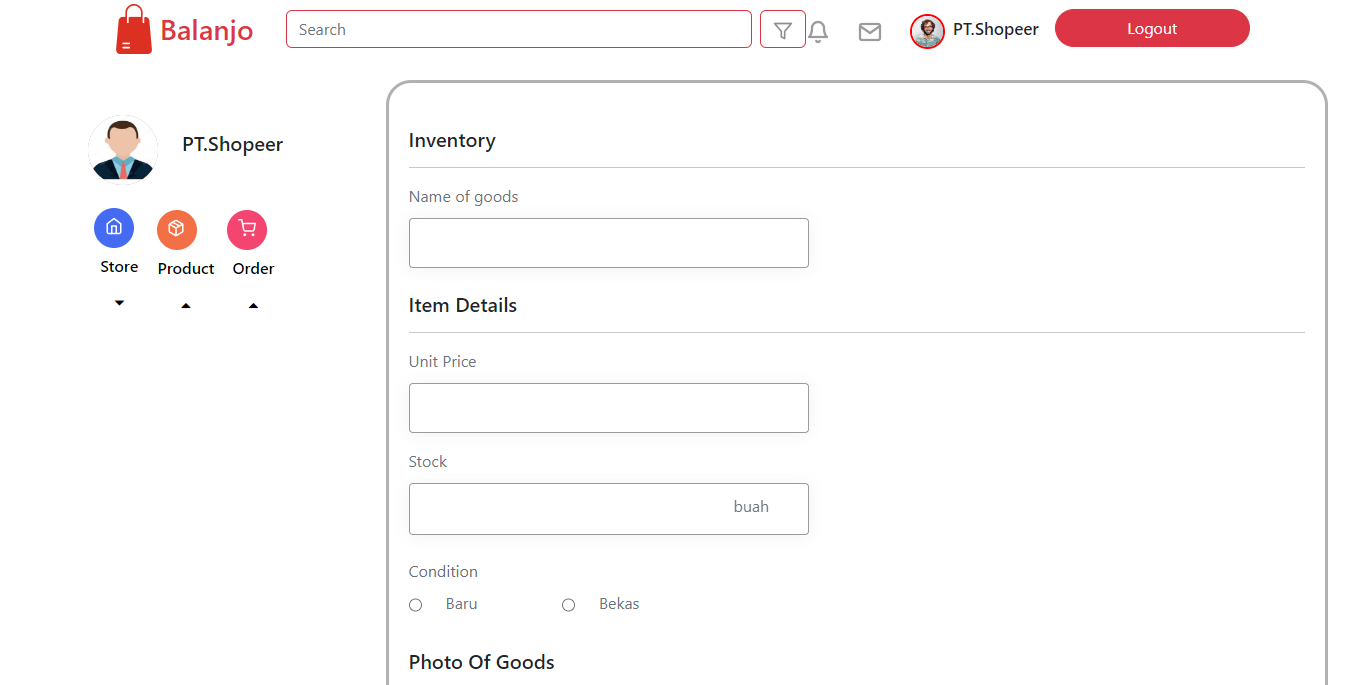 Balanjo
Search
PT.Shopeer
Logout
PT.Shopeer
Store
Product
Order
Inventory
Name of goods
Item Details
Unit Price
Stock
buah
Condition
Baru
Bekas
Photo Of Goods